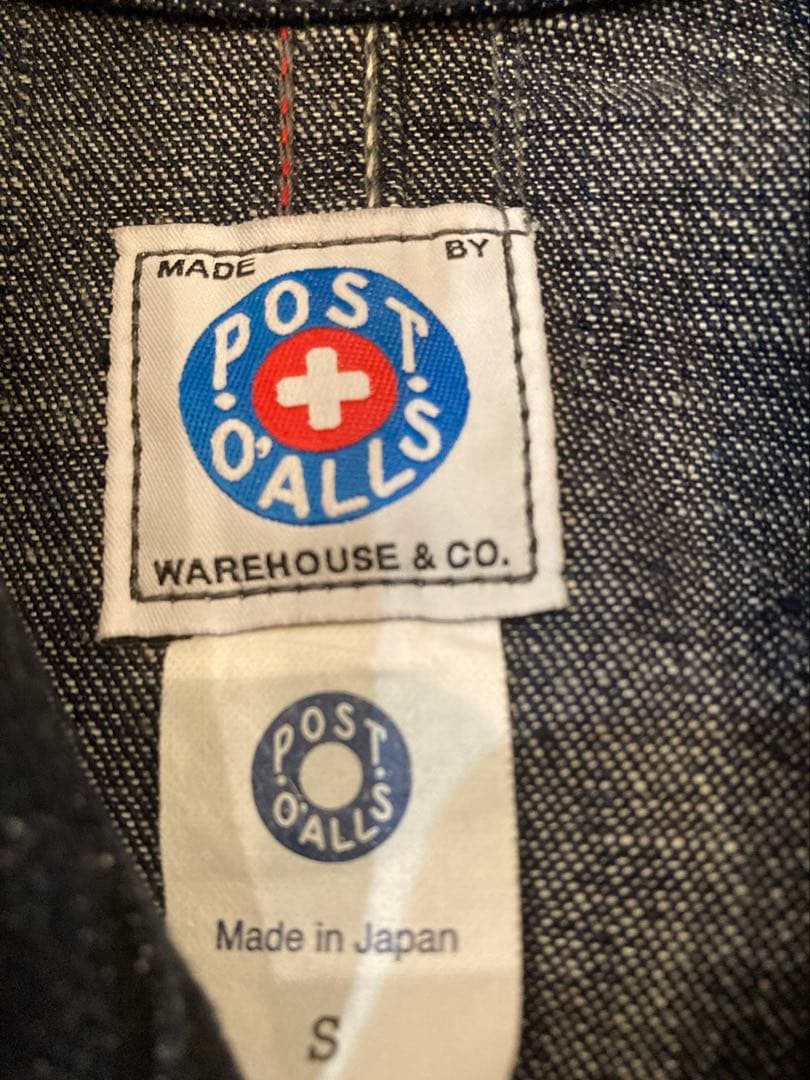 MADE BY
POST
O'ALLS
WAREHOUSE & CO.
POST
O'ALLS
Made in Japan
S